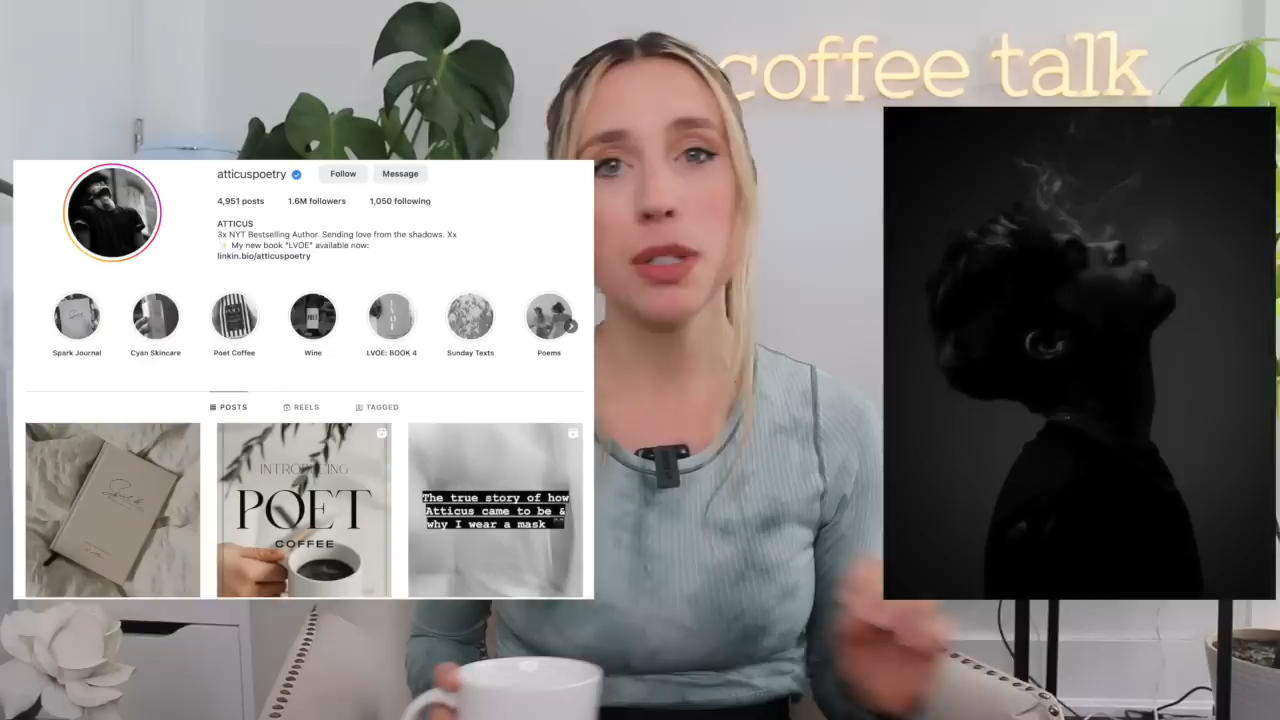 coffee talk
atticuspoetry
Follow
Message
4,951 posts
1.6M followers
1,050 following
ATTICUS
3x NYT Bestselling Author. Sending love from the shadows. Xx
✨ My new book "LVOE" available now:
linkin.bio/atticuspoetry
Spark Journal
Cyan Skincare
Poet Coffee
Wine
LVOE: BOOK 4
Sunday Texts
Poems
POSTS
REELS
TAGGED
INTRODUCING
POET
COFFEE
The true story of how
Atticus came to be &
why I wear a mask